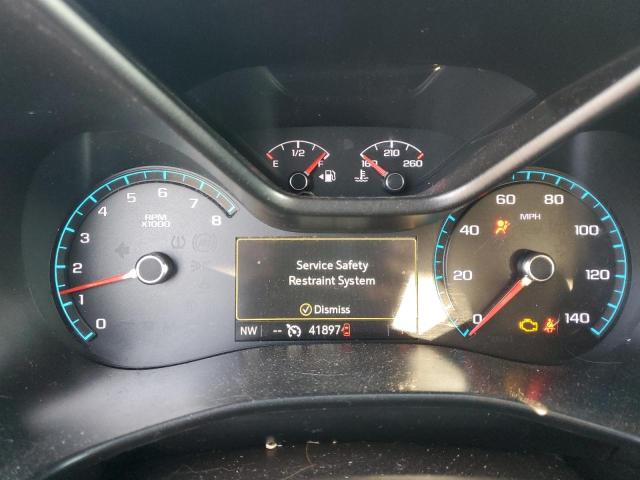 E 1/2 F
160 210 260
0 1 2 3 4 5 6 7 8
RPM
X1000
0 20 40 60 80 100 120 140
MPH
Service Safety
Restraint System
Dismiss
NW -- 41897